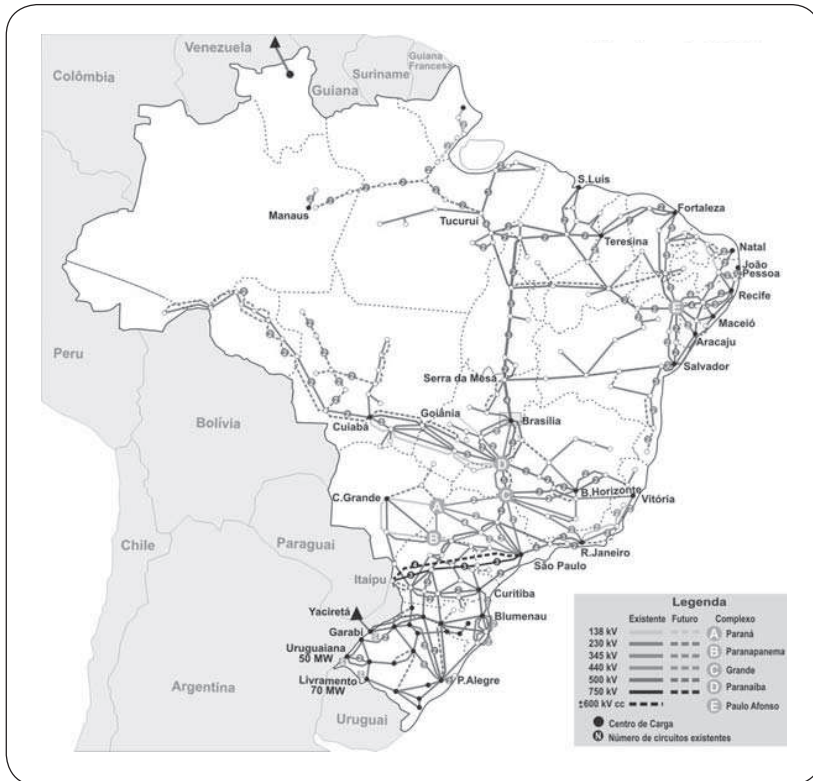 Venezuela
Guiana
Francesa
Suriname
Colômbia
Guiana
Manaus
S.Luis
Tucuruí
Fortaleza
Teresina
Natal
João
Pessoa
Recife
E
Maceió
Aracaju
Peru
Serra da Mesa
Salvador
Bolívia
Goiânia
Brasília
Cuiabá
D
C.Grande
C
B.Horizonte
Vitória
A
B
Chile
Paraguai
R.Janeiro
São Paulo
Itaipu
Curitiba
Yaciretá
Blumenau
Garabi
Uruguaiana
50 MW
Livramento
70 MW
P.Alegre
Argentina
Uruguai
Legenda
Existente Futuro Complexo
138 kV A Paraná
230 kV
345 kV B Paranapanema
440 kV C Grande
500 kV
750 kV D Paranaiba
±600 kV cc E Paulo Afonso
Centro de Carga
N Número de circuitos existentes